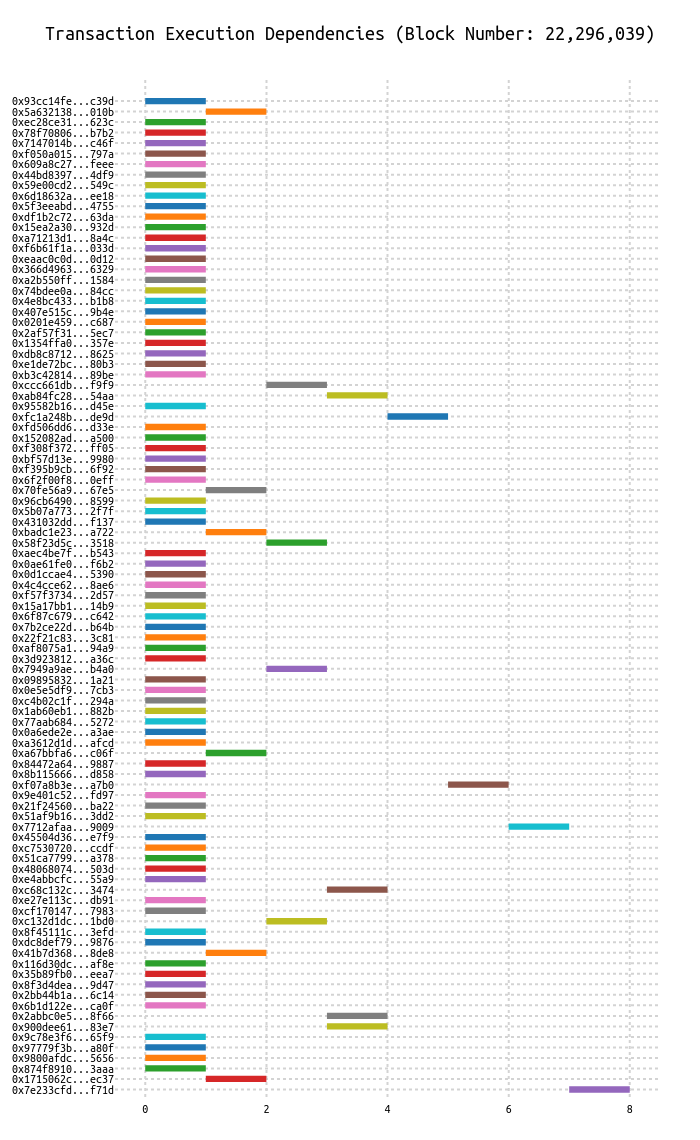 Transaction Execution Dependencies (Block Number: 22,296,039)
0x93cc14fe...c39d
0x5a632138...010b
0xec28ce31...623c
0x78f70806...b7b2
0x7147014b...c46f
0xf050a015...797a
0x609a8c27...feee
0x44bd8397...4df9
0x59e00cd2...549c
0x6d18632a...ee18
0x5f3eeabd...4755
0xdf1b2c72...63da
0x15ea2a30...932d
0xa71213d1...8a4c
0xf6b61f1a...033d
0xeaac0c0d...0d12
0x366d4963...6329
0xa2b550ff...1584
0x74bdee0a...84cc
0x4e8bc433...b1b8
0x407e515c...9b4e
0x0201e459...c687
0x2af57f31...5ec7
0x1354ffa0...357e
0xdb8c8712...8625
0xe1de72bc...80b3
0xb3c42814...89be
0xccc661db...f9f9
0xab84fc28...54aa
0x95582b16...d45e
0xfc1a248b...de9d
0xfd506dd6...d33e
0x152082ad...a500
0xf308f372...ff05
0xbf57d13e...9980
0xf395b9cb...6f92
0x6f2f00f8...0eff
0x70fe56a9...67e5
0x96cb6490...8599
0x5b07a773...2f7f
0x431032dd...f137
0xbadc1e23...a722
0x58f23d5c...3518
0xaec4be7f...b543
0x0ae61fe0...f6b2
0x0d1ccae4...5390
0x4c4cce62...8ae6
0xf57f3734...2d57
0x15a17bb1...14b9
0x6f87c679...c642
0x7b2ce22d...b64b
0x22f21c83...3c81
0xaf8075a1...94a9
0x3d923812...a36c
0x7949a9ae...b4a0
0x09895832...1a21
0x0e5e5df9...7cb3
0xc4b02c1f...294a
0x1ab60eb1...882b
0x77aab684...5272
0x0a6ede2e...a3ae
0xa3612d1d...afcd
0xa67bbfa6...c06f
0x84472a64...9887
0x8b115666...d858
0xf07a8b3e...a7b0
0x9e401c52...fd97
0x21f24560...ba22
0x51af9b16...3dd2
0x7712afaa...9009
0x45504d36...e7f9
0xc7530720...ccdf
0x51ca7799...a378
0x48068074...503d
0xe4abbcfc...55a9
0xc68c132c...3474
0xe27e113c...db91
0xcf170147...7983
0xc132d1dc...1bd0
0x8f45111c...3efd
0xdc8def79...9876
0x41b7d368...8de8
0x116d30dc...af8e
0x35b89fb0...eea7
0x8f3d4dea...9d47
0x2bb44b1a...6c14
0x6b1d122e...ca0f
0x2abbc0e5...8f66
0x900dee61...83e7
0x9c78e3f6...65f9
0x97779f3b...a80f
0x9800afdc...5656
0x874f8910...3aaa
0x1715062c...ec37
0x7e233cfd...f71d
0 2 4 6 8